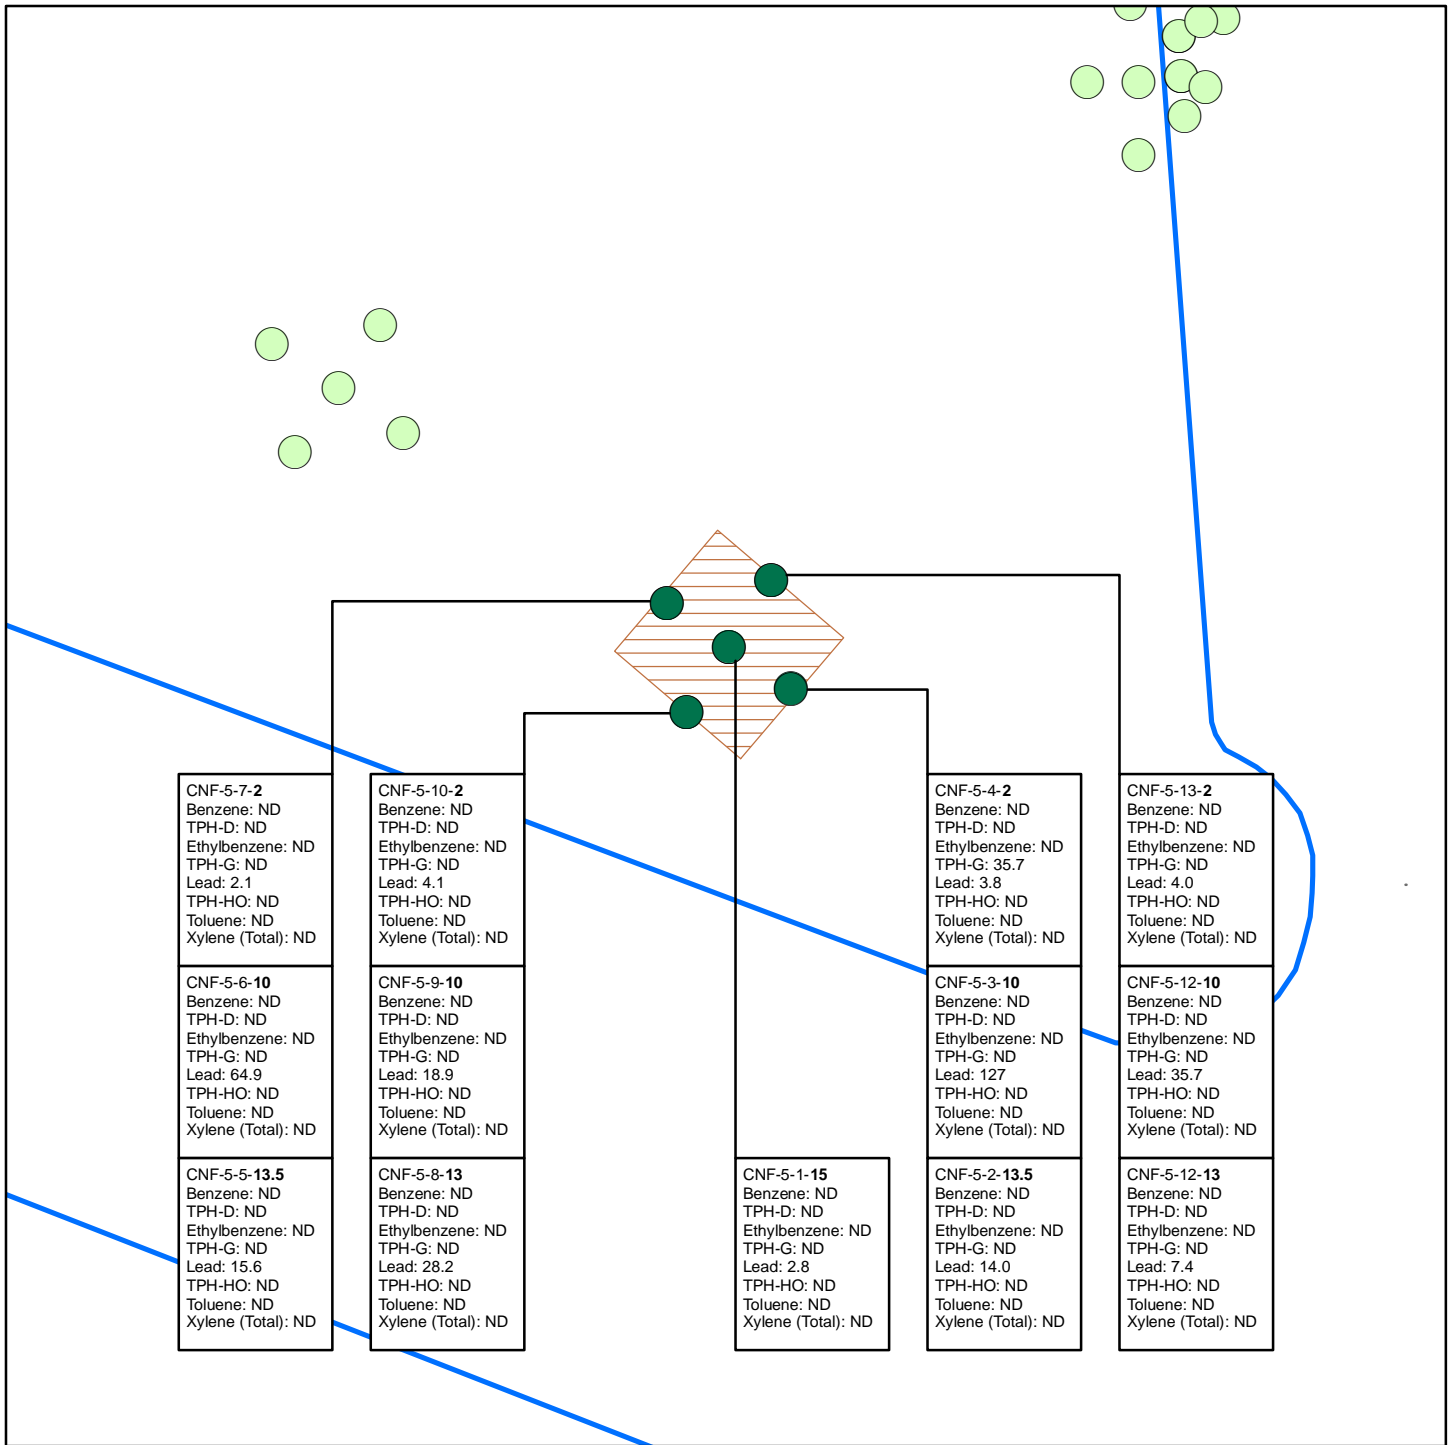 CNF-5-7-2
Benzene: ND
TPH-D: ND
Ethylbenzene: ND
TPH-G: ND
Lead: 2.1
TPH-HO: ND
Toluene: ND
Xylene (Total): ND
CNF-5-6-10
Benzene: ND
TPH-D: ND
Ethylbenzene: ND
TPH-G: ND
Lead: 64.9
TPH-HO: ND
Toluene: ND
Xylene (Total): ND
CNF-5-5-13.5
Benzene: ND
TPH-D: ND
Ethylbenzene: ND
TPH-G: ND
Lead: 15.6
TPH-HO: ND
Toluene: ND
Xylene (Total): ND
CNF-5-10-2
Benzene: ND
TPH-D: ND
Ethylbenzene: ND
TPH-G: ND
Lead: 4.1
TPH-HO: ND
Toluene: ND
Xylene (Total): ND
CNF-5-9-10
Benzene: ND
TPH-D: ND
Ethylbenzene: ND
TPH-G: ND
Lead: 18.9
TPH-HO: ND
Toluene: ND
Xylene (Total): ND
CNF-5-8-13
Benzene: ND
TPH-D: ND
Ethylbenzene: ND
TPH-G: ND
Lead: 28.2
TPH-HO: ND
Toluene: ND
Xylene (Total): ND
CNF-5-1-15
Benzene: ND
TPH-D: ND
Ethylbenzene: ND
TPH-G: ND
Lead: 2.8
TPH-HO: ND
Toluene: ND
Xylene (Total): ND
CNF-5-4-2
Benzene: ND
TPH-D: ND
Ethylbenzene: ND
TPH-G: 35.7
Lead: 3.8
TPH-HO: ND
Toluene: ND
Xylene (Total): ND
CNF-5-3-10
Benzene: ND
TPH-D: ND
Ethylbenzene: ND
TPH-G: ND
Lead: 127
TPH-HO: ND
Toluene: ND
Xylene (Total): ND
CNF-5-2-13.5
Benzene: ND
TPH-D: ND
Ethylbenzene: ND
TPH-G: ND
Lead: 14.0
TPH-HO: ND
Toluene: ND
Xylene (Total): ND
CNF-5-13-2
Benzene: ND
TPH-D: ND
Ethylbenzene: ND
TPH-G: ND
Lead: 4.0
TPH-HO: ND
Toluene: ND
Xylene (Total): ND
CNF-5-12-10
Benzene: ND
TPH-D: ND
Ethylbenzene: ND
TPH-G: ND
Lead: 35.7
TPH-HO: ND
Toluene: ND
Xylene (Total): ND
CNF-5-12-13
Benzene: ND
TPH-D: ND
Ethylbenzene: ND
TPH-G: ND
Lead: 7.4
TPH-HO: ND
Toluene: ND
Xylene (Total): ND